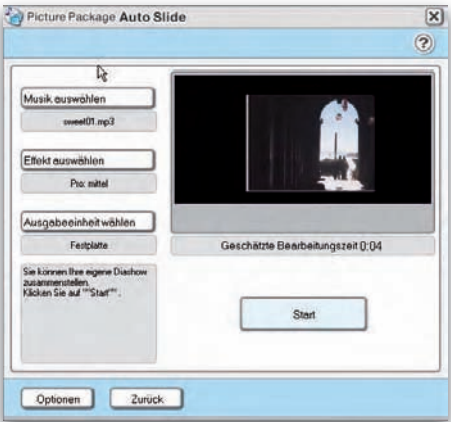 Picture Package Auto Slide
?
Musik auswählen
sweet01.mp3
Effekt auswählen
Pro: mittel
Ausgabeeinheit wählen
Festplatte
Geschätzte Bearbeitungszeit 0:04
Sie können Ihre eigene Diashow
zusammenstellen.
Klicken Sie auf ""Start"" .
Start
Optionen
Zurück